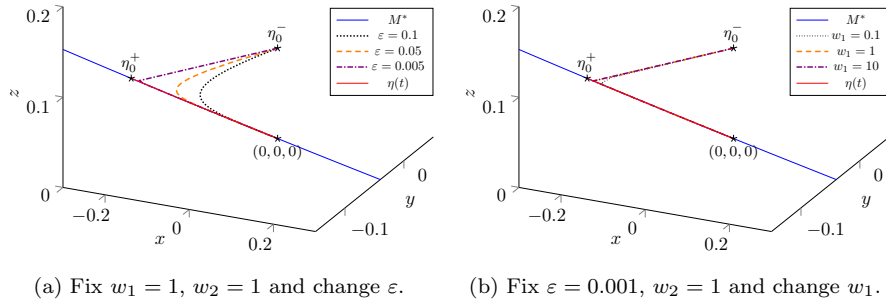 0.2
0.1
0
z
−0.2
0
0.2
x
−0.1
0
y
η₀⁺
η₀⁻
(0, 0, 0)
M*
ε = 0.1
ε = 0.05
ε = 0.005
η(t)
(a) Fix w₁ = 1, w₂ = 1 and change ε.
0.2
0.1
0
z
−0.2
0
0.2
x
−0.1
0
y
η₀⁺
η₀⁻
(0, 0, 0)
M*
w₁ = 0.1
w₁ = 1
w₁ = 10
η(t)
(b) Fix ε = 0.001, w₂ = 1 and change w₁.